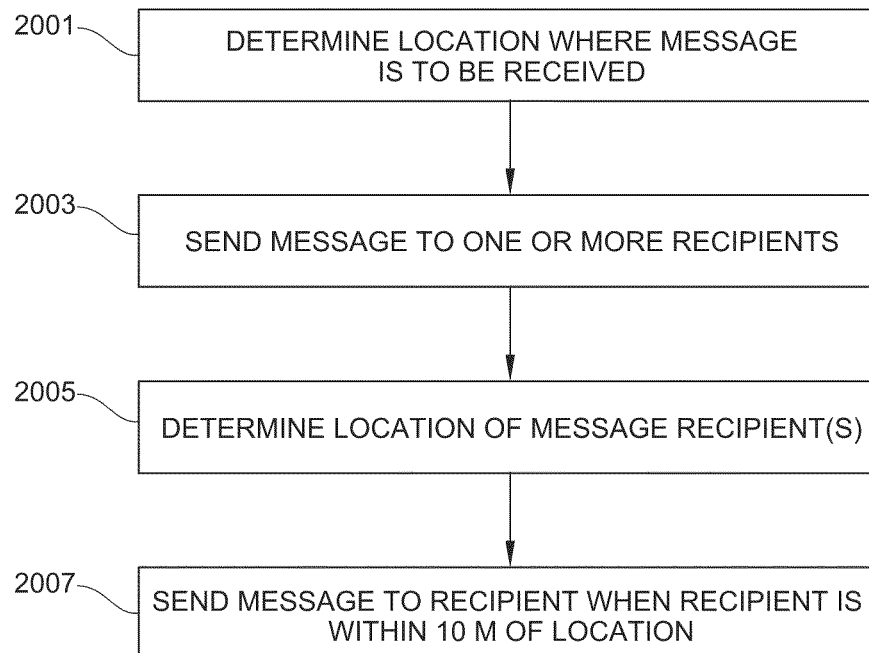 2001
DETERMINE LOCATION WHERE MESSAGE
IS TO BE RECEIVED
2003
SEND MESSAGE TO ONE OR MORE RECIPIENTS
2005
DETERMINE LOCATION OF MESSAGE RECIPIENT(S)
2007
SEND MESSAGE TO RECIPIENT WHEN RECIPIENT IS
WITHIN 10 M OF LOCATION